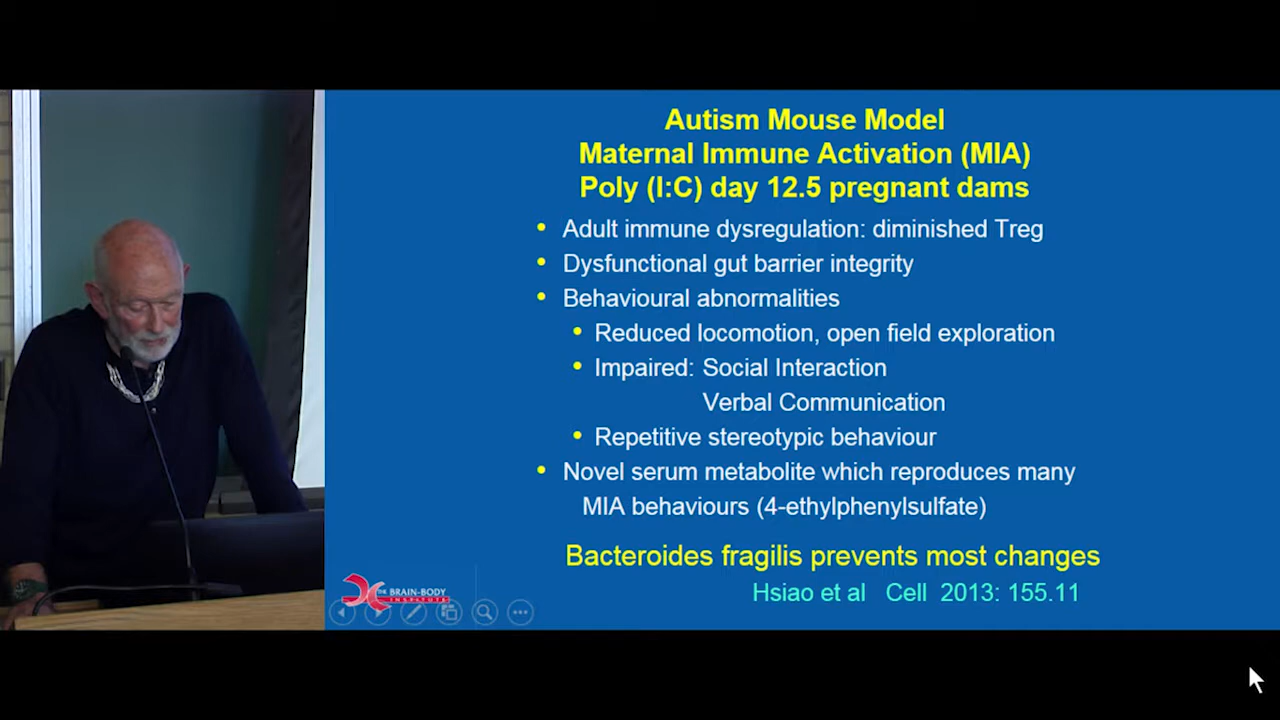 Autism Mouse Model
Maternal Immune Activation (MIA)
Poly (I:C) day 12.5 pregnant dams
• Adult immune dysregulation: diminished Treg
• Dysfunctional gut barrier integrity
• Behavioural abnormalities
• Reduced locomotion, open field exploration
• Impaired: Social Interaction
Verbal Communication
• Repetitive stereotypic behaviour
• Novel serum metabolite which reproduces many
MIA behaviours (4-ethylphenylsulfate)
Bacteroides fragilis prevents most changes
Hsiao et al Cell 2013: 155.11
THE BRAIN-BODY
INSTITUTE